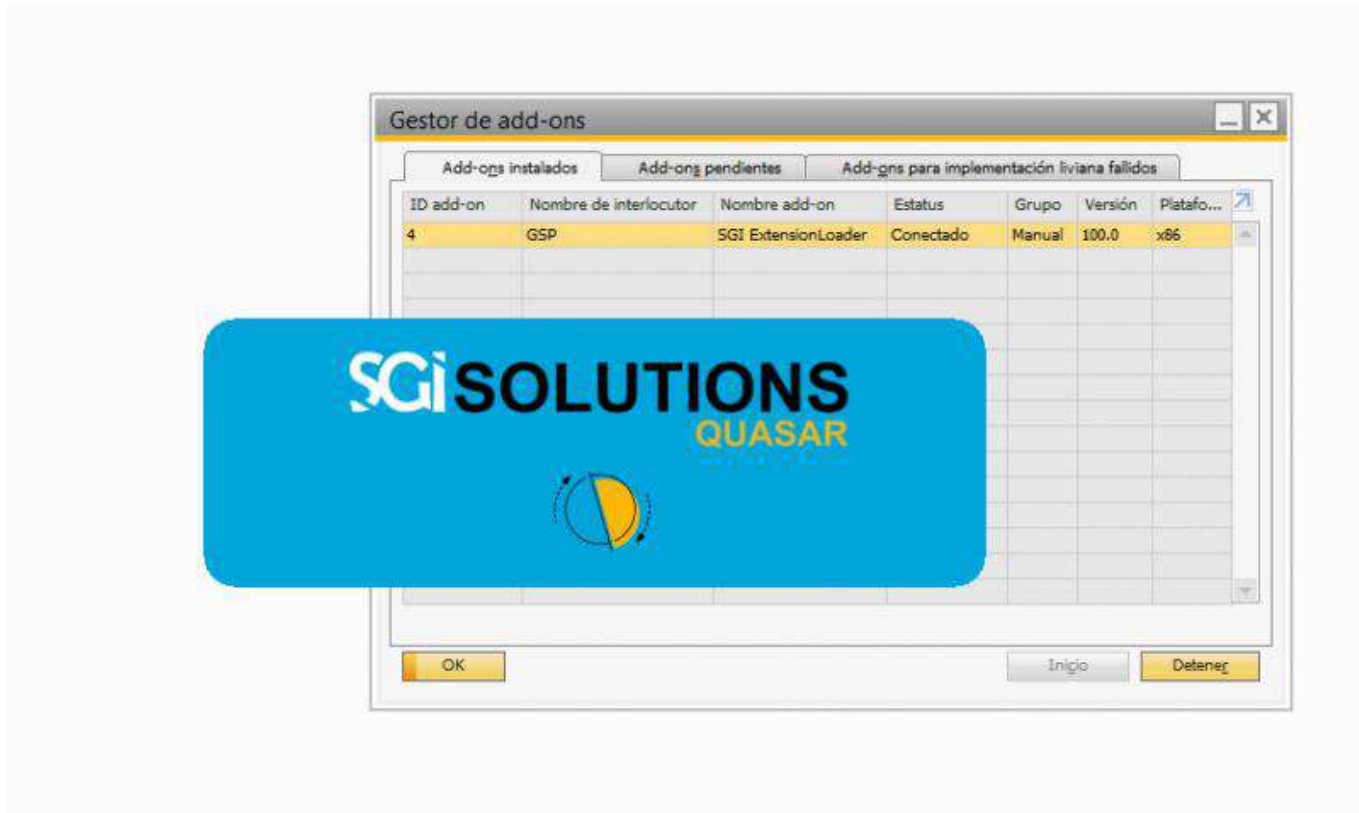 Gestor de add-ons
Add-ons instalados Add-ons pendientes Add-ons para implementación liviana fallidos
ID add-on Nombre de interlocutor Nombre add-on Estatus Grupo Versión Platafo...
4 GSP SGI ExtensionLoader Conectado Manual 100.0 x86
SGi SOLUTIONS
QUASAR
OK Inicio Detener